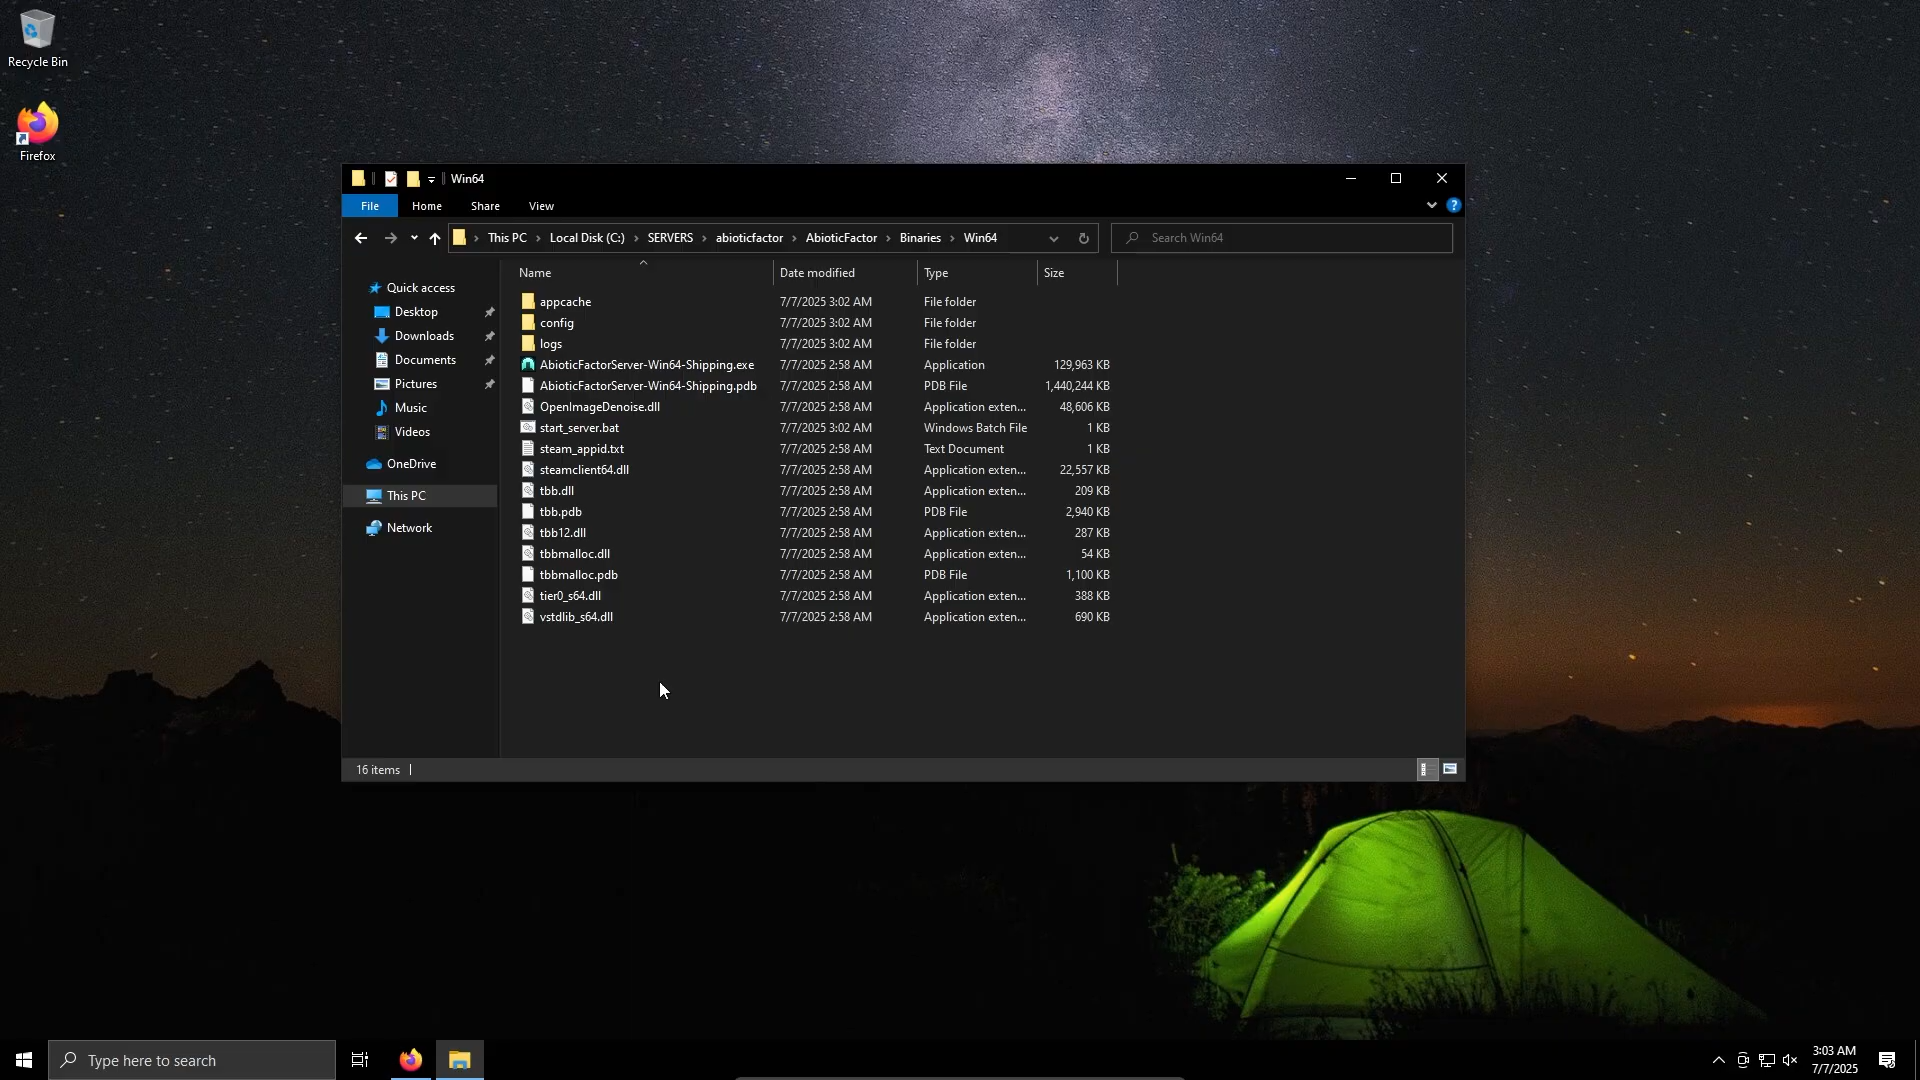 Recycle Bin
Firefox
Win64
File Home Share View
This PC Local Disk (C:) SERVERS abioticfactor AbioticFactor Binaries Win64
Search Win64
Quick access
Desktop
Downloads
Documents
Pictures
Music
Videos
OneDrive
This PC
Network
Name Date modified Type Size
appcache 7/7/2025 3:02 AM File folder
config 7/7/2025 3:02 AM File folder
logs 7/7/2025 3:02 AM File folder
AbioticFactorServer-Win64-Shipping.exe 7/7/2025 2:58 AM Application 129,963 KB
AbioticFactorServer-Win64-Shipping.pdb 7/7/2025 2:58 AM PDB File 1,440,244 KB
OpenImageDenoise.dll 7/7/2025 2:58 AM Application exten... 48,606 KB
start_server.bat 7/7/2025 3:02 AM Windows Batch File 1 KB
steam_appid.txt 7/7/2025 2:58 AM Text Document 1 KB
steamclient64.dll 7/7/2025 2:58 AM Application exten... 22,557 KB
tbb.dll 7/7/2025 2:58 AM Application exten... 209 KB
tbb.pdb 7/7/2025 2:58 AM PDB File 2,940 KB
tbb12.dll 7/7/2025 2:58 AM Application exten... 287 KB
tbbmalloc.dll 7/7/2025 2:58 AM Application exten... 54 KB
tbbmalloc.pdb 7/7/2025 2:58 AM PDB File 1,100 KB
tier0_s64.dll 7/7/2025 2:58 AM Application exten... 388 KB
vstdlib_s64.dll 7/7/2025 2:58 AM Application exten... 690 KB
16 items
Type here to search
3:03 AM
7/7/2025